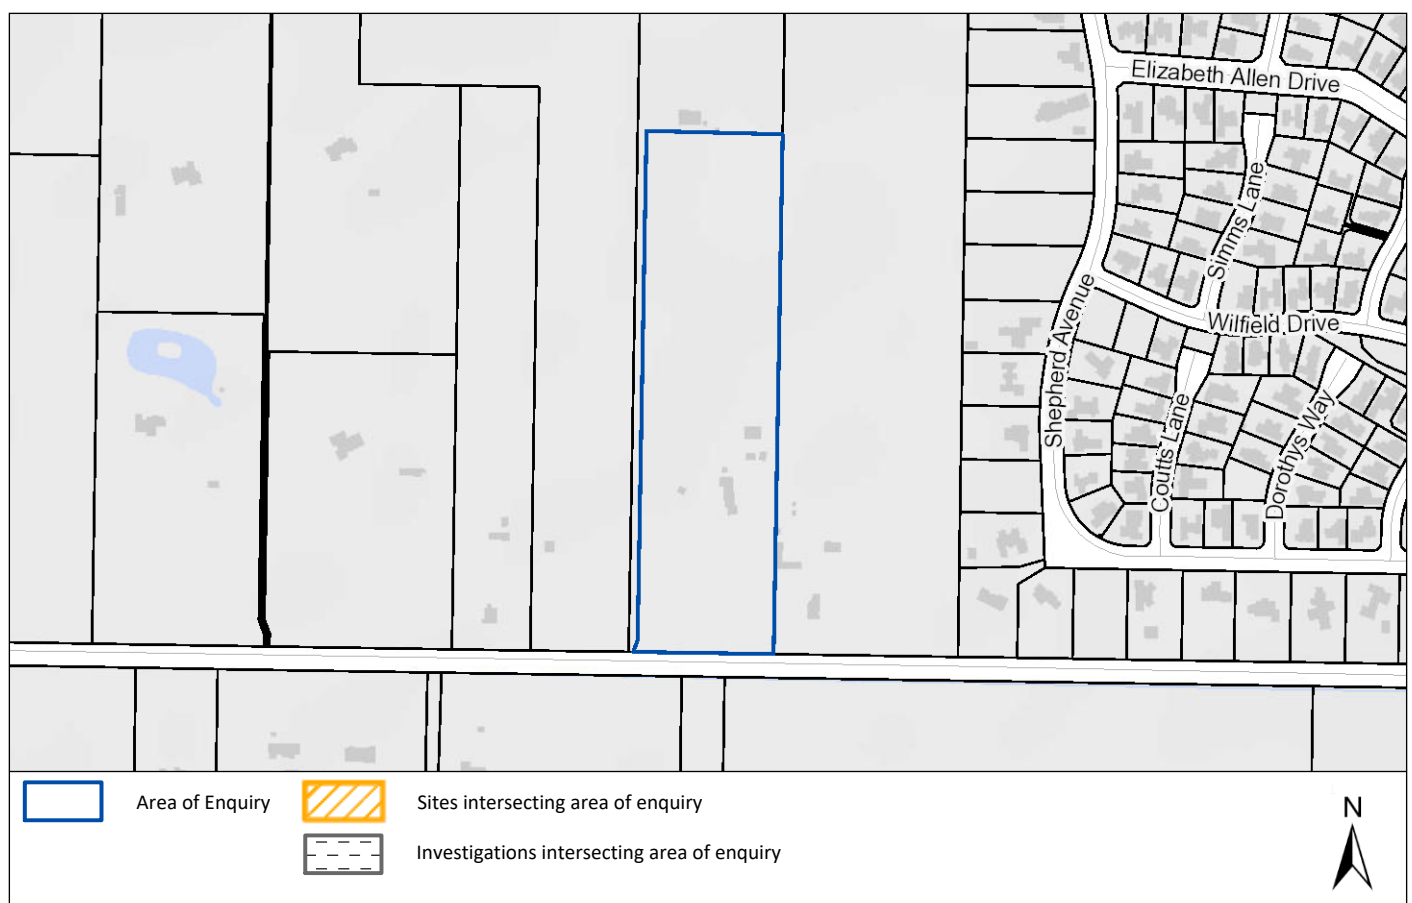 Elizabeth Allen Drive
Simms Lane
Wilfield Drive
Shepherd Avenue
Coutts Lane
Dorothys Way
Area of Enquiry
Sites intersecting area of enquiry
N
Investigations intersecting area of enquiry